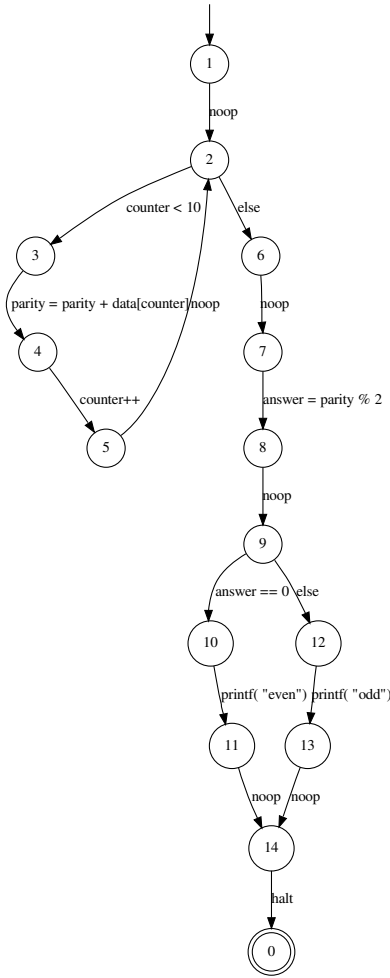 1
noop
2
counter < 10
else
3
6
parity = parity + data[counter]
noop
noop
4
7
counter++
answer = parity % 2
5
8
noop
9
answer == 0
else
10
12
printf( "even")
printf( "odd")
11
13
noop
noop
14
halt
0